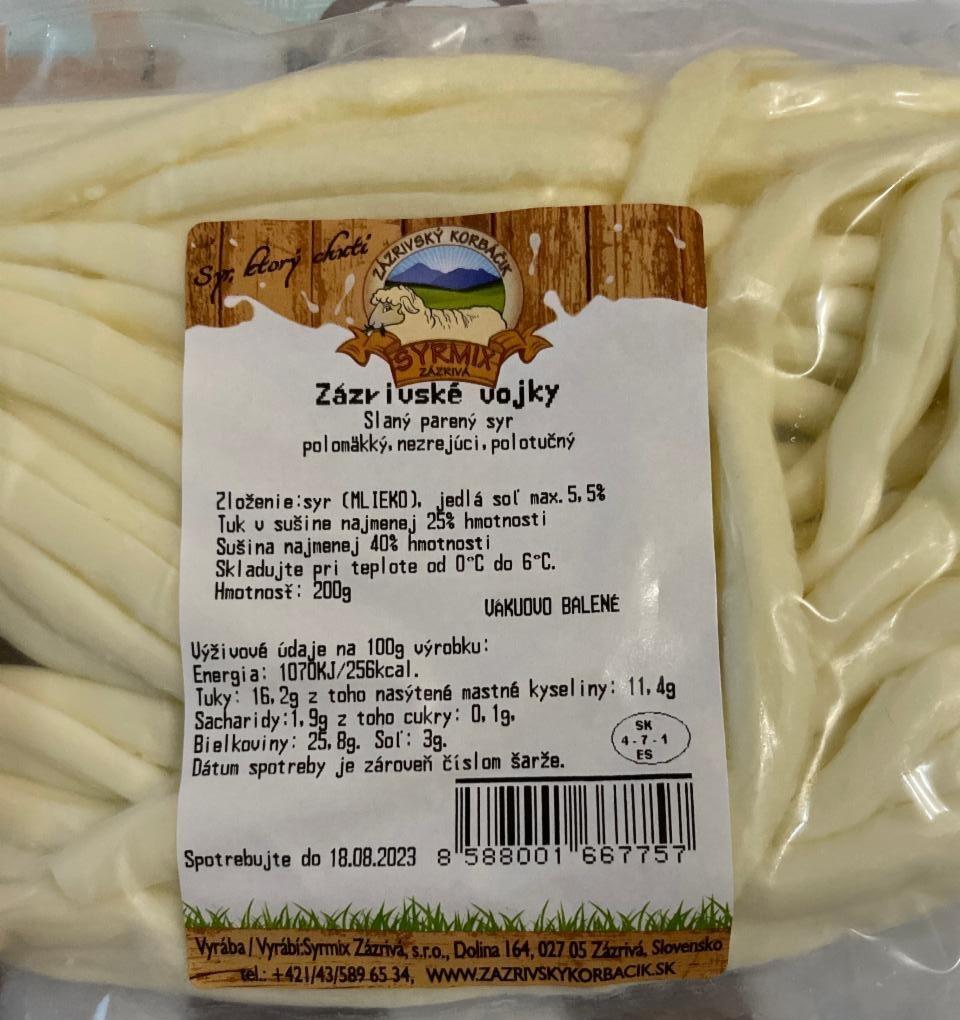 Syr, ktorý chutí
ZÁZRIVSKÝ KORBÁČIK
SYRMIX
ZÁZRIVÁ
Zázrivské vojky
Slaný parený syr
polomäkký, nezrejúci, polotučný
Zloženie:syr (MLIEKO), jedlá soľ max. 5,5%
Tuk v sušine najmenej 25% hmotnosti
Sušina najmenej 40% hmotnosti
Skladujte pri teplote od 0°C do 6°C.
Hmotnosť: 200g
VÁKUOVO BALENÉ
Výživové údaje na 100g výrobku:
Energia: 1070KJ/256kcal.
Tuky: 16,2g z toho nasýtené mastné kyseliny: 11,4g
Sacharidy:1,9g z toho cukry: 0,1g,
Bielkoviny: 25,8g. Soľ: 3g.
Dátum spotreby je zároveň číslom šarže.
SK
4-7-1
ES
Spotrebujte do 18.08.2023
8 588001 667757
Vyrába / Vyrábí:Syrmix Zázrivá, s.r.o., Dolina 164, 027 05 Zázrivá, Slovensko
tel.: +421/43/589 65 34, WWW.ZAZRIVSKYKORBACIK.SK